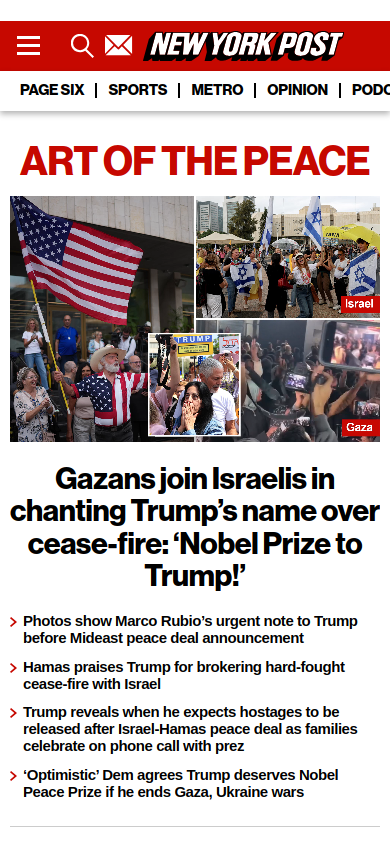 NEW YORK POST
PAGE SIX
SPORTS
METRO
OPINION
PODC
ART OF THE PEACE
TRUMP
Israel
Gaza
Gazans join Israelis in
chanting Trump’s name over
cease-fire: ‘Nobel Prize to
Trump!’
Photos show Marco Rubio’s urgent note to Trump
before Mideast peace deal announcement
Hamas praises Trump for brokering hard-fought
cease-fire with Israel
Trump reveals when he expects hostages to be
released after Israel-Hamas peace deal as families
celebrate on phone call with prez
‘Optimistic’ Dem agrees Trump deserves Nobel
Peace Prize if he ends Gaza, Ukraine wars